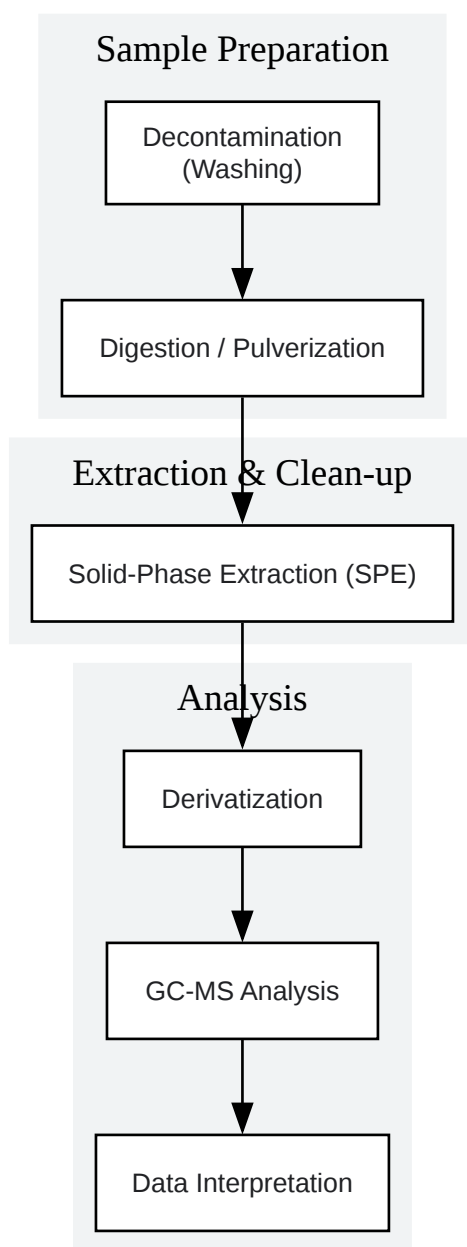 Sample Preparation
Decontamination
(Washing)
Digestion / Pulverization
Extraction & Clean-up
Solid-Phase Extraction (SPE)
Analysis
Derivatization
GC-MS Analysis
Data Interpretation